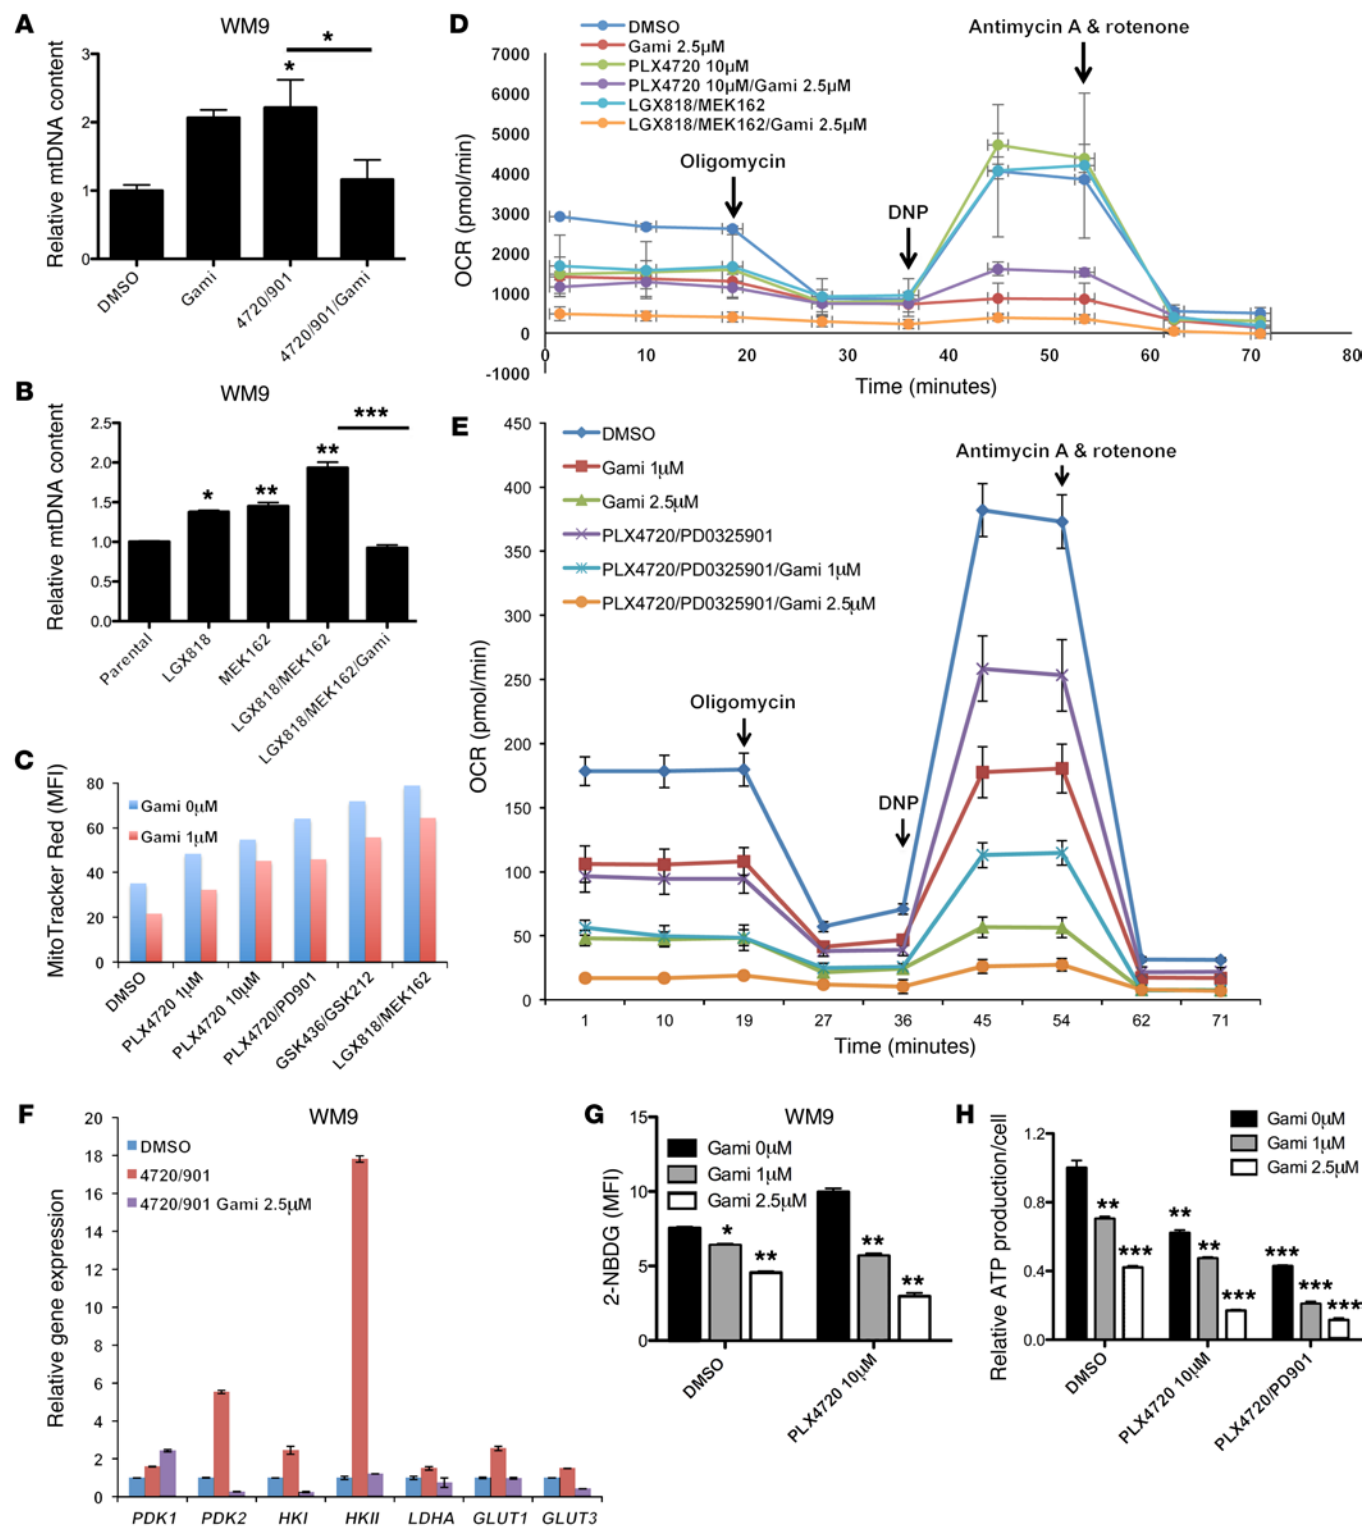 A
WM9
Relative mtDNA content
3
2
1
0
*
*
DMSO
Gami
4720/901
4720/901/Gami
B
WM9
Relative mtDNA content
2.5
2.0
1.5
1.0
0.5
0.0
*
**
**
***
Parental
LGX818
MEK162
LGX818/MEK162
LGX818/MEK162/Gami
C
MitoTracker Red (MFI)
80
60
40
20
0
Gami 0µM
Gami 1µM
DMSO
PLX4720 1µM
PLX4720 10µM
PLX4720/PD901
GSK436/GSK212
LGX818/MEK162
D
DMSO
Gami 2.5µM
PLX4720 10µM
PLX4720 10µM/Gami 2.5µM
LGX818/MEK162
LGX818/MEK162/Gami 2.5µM
Antimycin A & rotenone
Oligomycin
DNP
OCR (pmol/min)
7000
6000
5000
4000
3000
2000
1000
0
-1000
0 10 20 30 40 50 60 70 80
Time (minutes)
E
DMSO
Gami 1µM
Gami 2.5µM
PLX4720/PD0325901
PLX4720/PD0325901/Gami 1µM
PLX4720/PD0325901/Gami 2.5µM
Antimycin A & rotenone
Oligomycin
DNP
OCR (pmol/min)
450
400
350
300
250
200
150
100
50
0
1 10 19 27 36 45 54 62 71
Time (minutes)
F
WM9
Relative gene expression
20
18
16
14
12
10
8
6
4
2
0
DMSO
4720/901
4720/901 Gami 2.5µM
PDK1 PDK2 HKI HKII LDHA GLUT1 GLUT3
G
WM9
2-NBDG (MFI)
15
10
5
0
Gami 0µM
Gami 1µM
Gami 2.5µM
*
**
**
**
DMSO
PLX4720 10µM
H
Relative ATP production/cell
1.2
0.8
0.4
0.0
Gami 0µM
Gami 1µM
Gami 2.5µM
**
***
**
**
***
***
***
***
DMSO
PLX4720 10µM
PLX4720/PD901